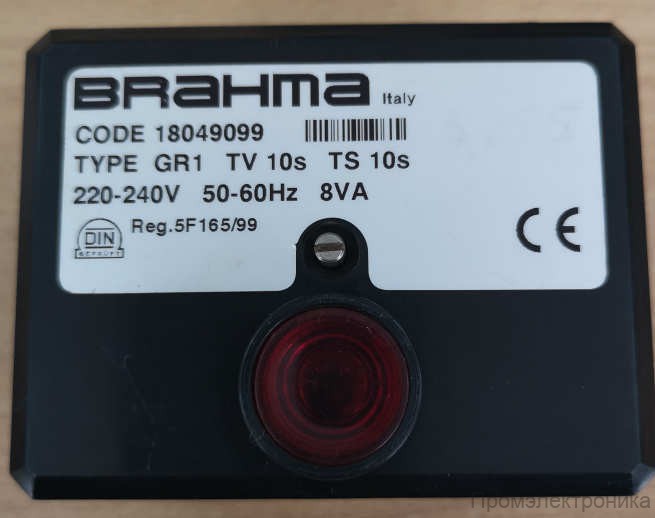 BRAHMA Italy
CODE 18049099
TYPE GR1 TV 10s TS 10s
220-240V 50-60Hz 8VA
DIN
GEPRÜFT
Reg.5F165/99
CE
Промэлектроника